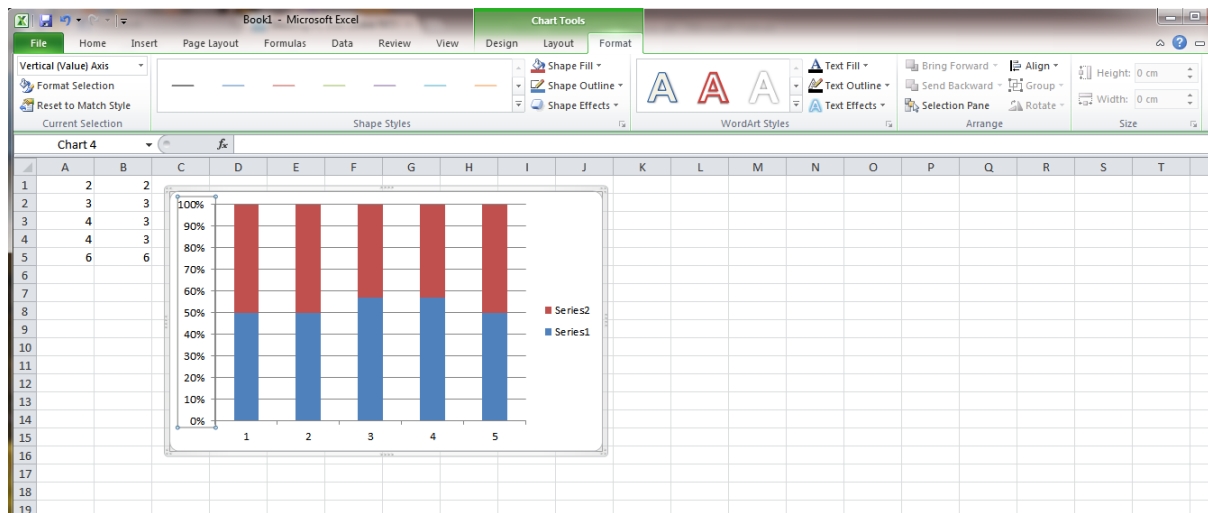 Book1 - Microsoft Excel
Chart Tools
File Home Insert Page Layout Formulas Data Review View Design Layout Format
Vertical (Value) Axis
Format Selection
Reset to Match Style
Current Selection
Shape Fill
Shape Outline
Shape Effects
Shape Styles
A A A
WordArt Styles
Text Fill
Text Outline
Text Effects
Bring Forward
Send Backward
Selection Pane
Align
Group
Rotate
Arrange
Height: 0 cm
Width: 0 cm
Size
Chart 4 fx
A B C D E F G H I J K L M N O P Q R S T
1 2 2
2 3 3
3 4 3
4 4 3
5 6 6
6
7
8
9
10
11
12
13
14
15
16
17
18
19
100%
90%
80%
70%
60%
50%
40%
30%
20%
10%
0%
1 2 3 4 5
Series2
Series1